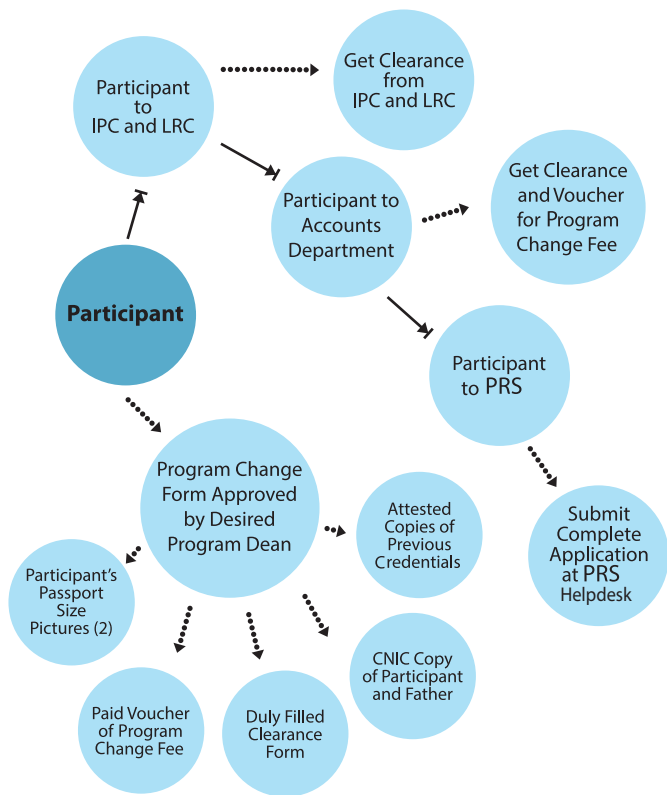 Participant
to
IPC and LRC
Get Clearance
from
IPC and LRC
Participant to
Accounts
Department
Get Clearance
and Voucher
for Program
Change Fee
Participant
Participant
to PRS
Program Change
Form Approved
by Desired
Program Dean
Attested
Copies of
Previous
Credentials
Submit
Complete
Application
at PRS
Helpdesk
Participant’s
Passport
Size
Pictures (2)
CNIC Copy
of Participant
and Father
Paid Voucher
of Program
Change Fee
Duly Filled
Clearance
Form